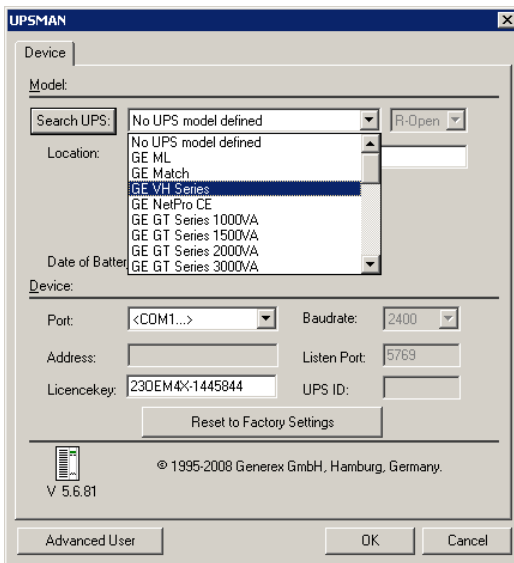 UPSMAN
Device
Model:
Search UPS: No UPS model defined R-Open
No UPS model defined
Location: GE ML
GE Match
GE VH Series
GE NetPro CE
GE GT Series 1000VA
GE GT Series 1500VA
GE GT Series 2000VA
Date of Batter GE GT Series 3000VA
Device:
Port: <COM1...> Baudrate: 2400
Address: Listen Port: 5769
Licencekey: 23OEM4X-1445844 UPS ID:
Reset to Factory Settings
© 1995-2008 Generex GmbH, Hamburg, Germany.
V 5.6.81
Advanced User OK Cancel